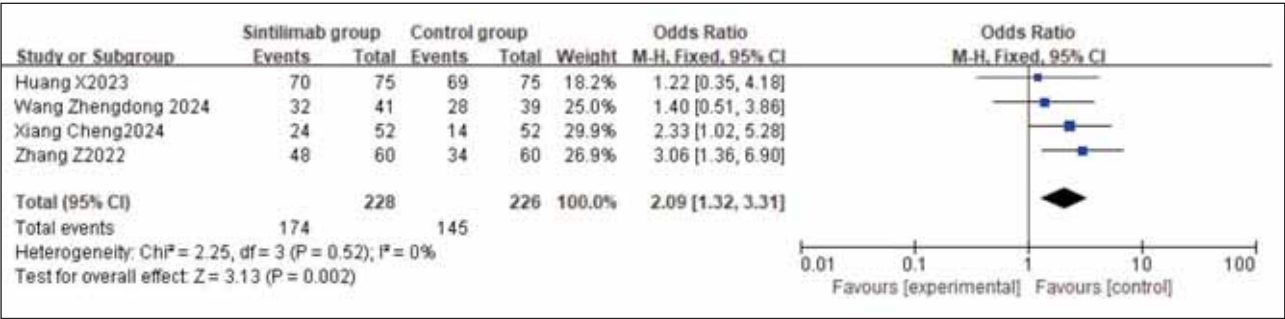 Sintilimab group Control group Odds Ratio Odds Ratio
Study or Subgroup Events Total Events Total Weight M-H, Fixed, 95% CI M-H, Fixed, 95% CI
Huang X2023 70 75 69 75 18.2% 1.22 [0.35, 4.18]
Wang Zhengdong 2024 32 41 28 39 25.0% 1.40 [0.51, 3.86]
Xiang Cheng2024 24 52 14 52 29.9% 2.33 [1.02, 5.28]
Zhang Z2022 48 60 34 60 26.9% 3.06 [1.36, 6.90]
Total (95% CI) 228 226 100.0% 2.09 [1.32, 3.31]
Total events 174 145
Heterogeneity: Chi² = 2.25, df = 3 (P = 0.52); I² = 0%
Test for overall effect: Z = 3.13 (P = 0.002)
0.01 0.1 1 10 100
Favours [experimental] Favours [control]